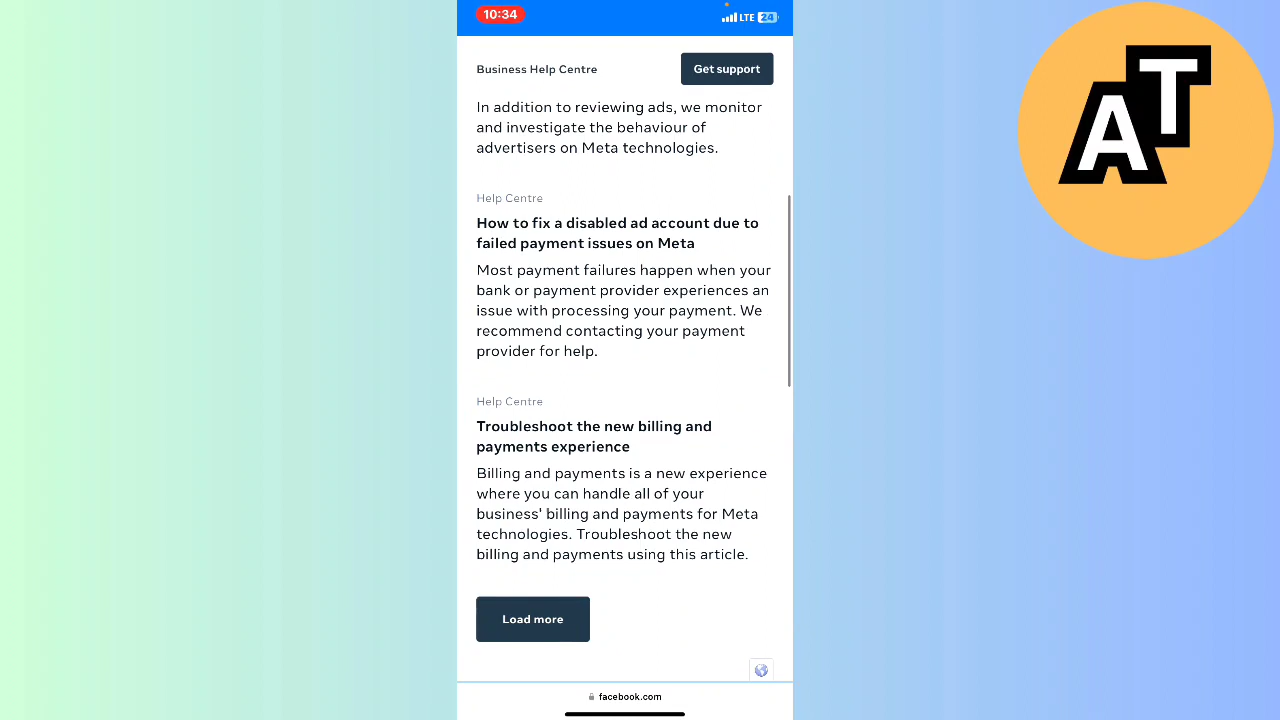 10:34
LTE 24
Business Help Centre
Get support
In addition to reviewing ads, we monitor
and investigate the behaviour of
advertisers on Meta technologies.
Help Centre
How to fix a disabled ad account due to
failed payment issues on Meta
Most payment failures happen when your
bank or payment provider experiences an
issue with processing your payment. We
recommend contacting your payment
provider for help.
Help Centre
Troubleshoot the new billing and
payments experience
Billing and payments is a new experience
where you can handle all of your
business' billing and payments for Meta
technologies. Troubleshoot the new
billing and payments using this article.
Load more
facebook.com
AT